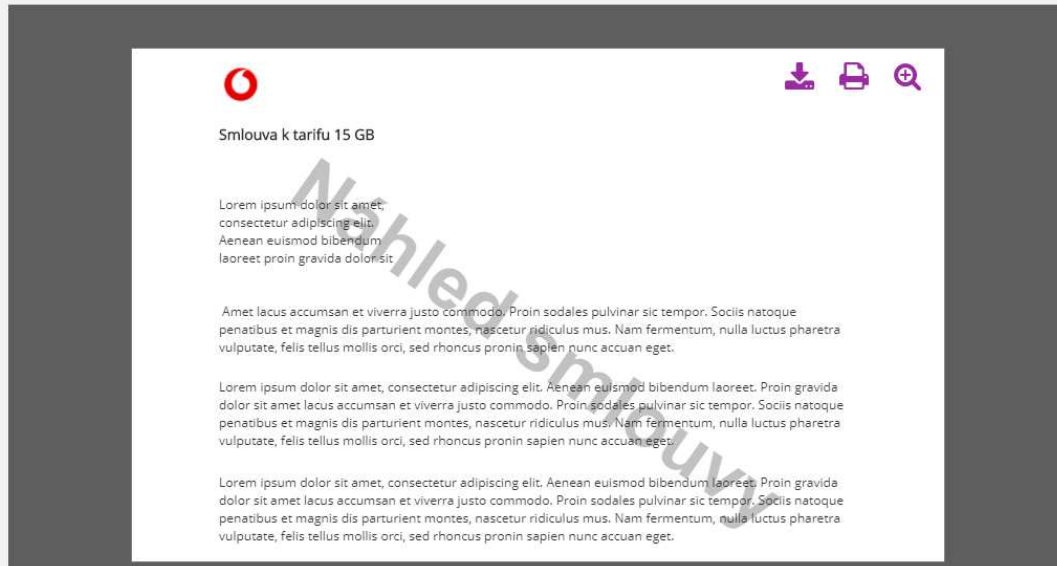 Smlouva k tarifu 15 GB
Lorem ipsum dolor sit amet,
consectetur adipiscing elit.
Aenean euismod bibendum
laoreet proin gravida dolor sit
Amet lacus accumsan et viverra justo commodo. Proin sodales pulvinar sic tempor. Sociis natoque
penatibus et magnis dis parturient montes, nascetur ridiculus mus. Nam fermentum, nulla luctus pharetra
vulputate, felis tellus mollis orci, sed rhoncus pronin sapien nunc accuan eget.
Lorem ipsum dolor sit amet, consectetur adipiscing elit. Aenean euismod bibendum laoreet. Proin gravida
dolor sit amet lacus accumsan et viverra justo commodo. Proin sodales pulvinar sic tempor. Sociis natoque
penatibus et magnis dis parturient montes, nascetur ridiculus mus. Nam fermentum, nulla luctus pharetra
vulputate, felis tellus mollis orci, sed rhoncus pronin sapien nunc accuan eget.
Lorem ipsum dolor sit amet, consectetur adipiscing elit. Aenean euismod bibendum laoreet. Proin gravida
dolor sit amet lacus accumsan et viverra justo commodo. Proin sodales pulvinar sic tempor. Sociis natoque
penatibus et magnis dis parturient montes, nascetur ridiculus mus. Nam fermentum, nulla luctus pharetra
vulputate, felis tellus mollis orci, sed rhoncus pronin sapien nunc accuan eget.
Náhled smlouvy